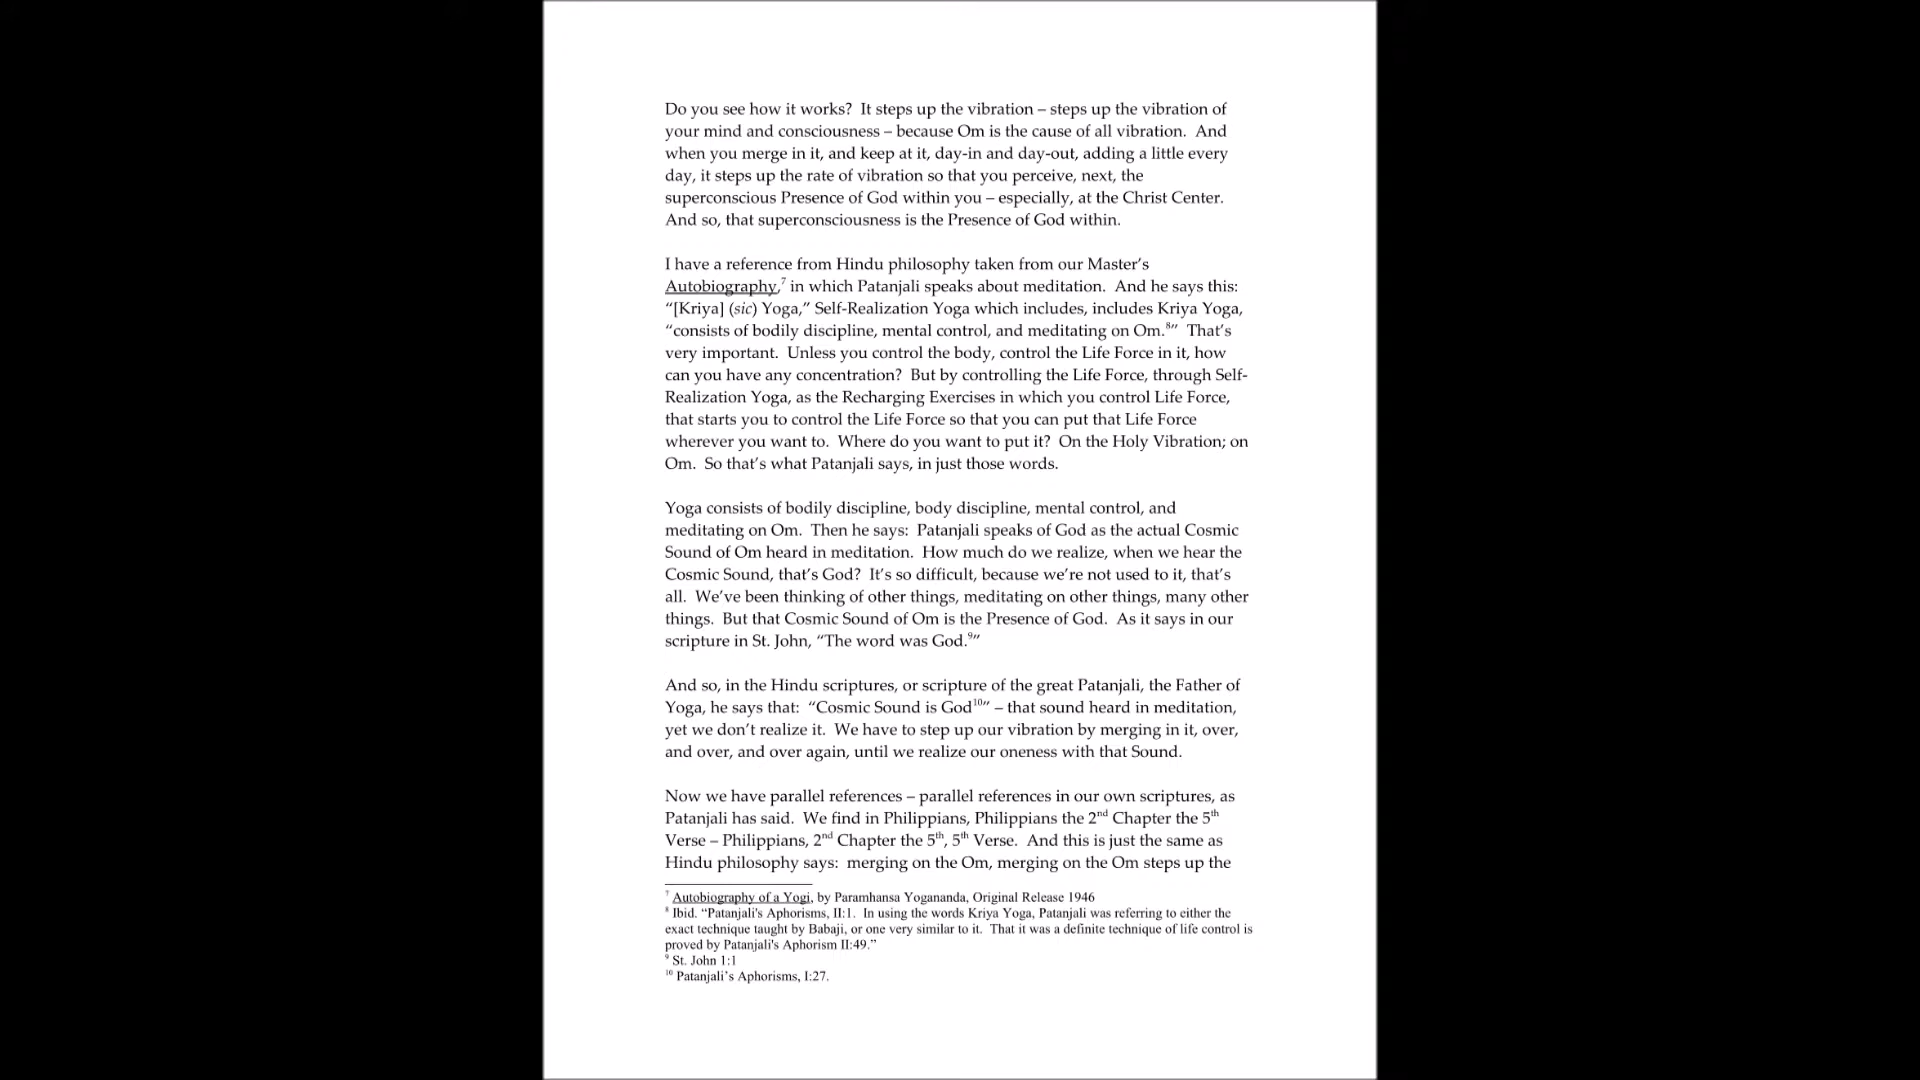 Do you see how it works?  It steps up the vibration – steps up the vibration of
your mind and consciousness – because Om is the cause of all vibration.  And
when you merge in it, and keep at it, day-in and day-out, adding a little every
day, it steps up the rate of vibration so that you perceive, next, the
superconscious Presence of God within you – especially, at the Christ Center.
And so, that superconsciousness is the Presence of God within.

I have a reference from Hindu philosophy taken from our Master’s
Autobiography,7 in which Patanjali speaks about meditation.  And he says this:
“[Kriya] (sic) Yoga,” Self-Realization Yoga which includes, includes Kriya Yoga,
“consists of bodily discipline, mental control, and meditating on Om.8”  That’s
very important.  Unless you control the body, control the Life Force in it, how
can you have any concentration?  But by controlling the Life Force, through Self-
Realization Yoga, as the Recharging Exercises in which you control Life Force,
that starts you to control the Life Force so that you can put that Life Force
wherever you want to.  Where do you want to put it?  On the Holy Vibration; on
Om.  So that’s what Patanjali says, in just those words.

Yoga consists of bodily discipline, body discipline, mental control, and
meditating on Om.  Then he says:  Patanjali speaks of God as the actual Cosmic
Sound of Om heard in meditation.  How much do we realize, when we hear the
Cosmic Sound, that’s God?  It’s so difficult, because we’re not used to it, that’s
all.  We’ve been thinking of other things, meditating on other things, many other
things.  But that Cosmic Sound of Om is the Presence of God.  As it says in our
scripture in St. John, “The word was God.9”

And so, in the Hindu scriptures, or scripture of the great Patanjali, the Father of
Yoga, he says that:  “Cosmic Sound is God10” – that sound heard in meditation,
yet we don’t realize it.  We have to step up our vibration by merging in it, over,
and over, and over again, until we realize our oneness with that Sound.

Now we have parallel references – parallel references in our own scriptures, as
Patanjali has said.  We find in Philippians, Philippians the 2nd Chapter the 5th
Verse – Philippians, 2nd Chapter the 5th, 5th Verse.  And this is just the same as
Hindu philosophy says:  merging on the Om, merging on the Om steps up the

7 Autobiography of a Yogi, by Paramhansa Yogananda, Original Release 1946
8 Ibid. “Patanjali's Aphorisms, II:1.  In using the words Kriya Yoga, Patanjali was referring to either the
exact technique taught by Babaji, or one very similar to it.  That it was a definite technique of life control is
proved by Patanjali's Aphorism II:49.”
9 St. John 1:1
10 Patanjali’s Aphorisms, I:27.